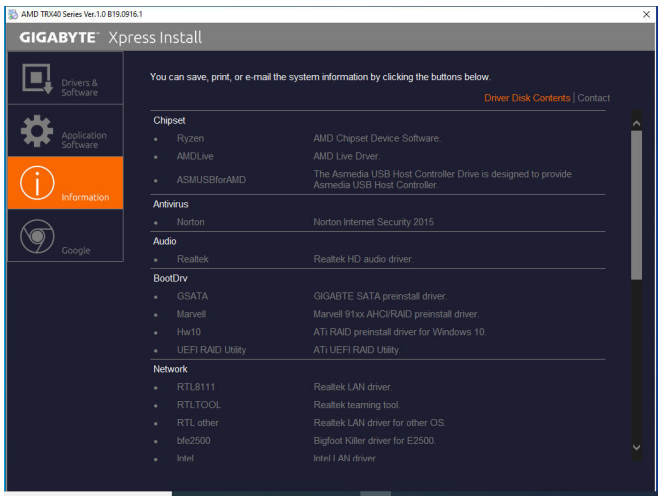 AMD TRX40 Series Ver.1.0 B19.0916.1
GIGABYTE™ Xpress Install
Drivers &
Software
Application
Software
Information
Google
You can save, print, or e-mail the system information by clicking the buttons below.
Driver Disk Contents | Contact
Chipset
• Ryzen AMD Chipset Device Software.
• AMDLive AMD Live Drver.
• ASMUSBforAMD The Asmedia USB Host Controller Drive is designed to provide
Asmedia USB Host Controller.
Antivirus
• Norton Norton Internet Security 2015
Audio
• Realtek Realtek HD audio driver.
BootDrv
• GSATA GIGABTE SATA preinstall driver.
• Marvell Marvell 91xx AHCI/RAID preinstall driver.
• Hw10 ATi RAID preinstall driver for Windows 10.
• UEFI RAID Utility ATi UEFI RAID Utility.
Network
• RTL8111 Realtek LAN driver.
• RTLTOOL Realtek teaming tool.
• RTL other Realtek LAN driver for other OS.
• bfe2500 Bigfoot Killer driver for E2500.
• Intel Intel LAN driver